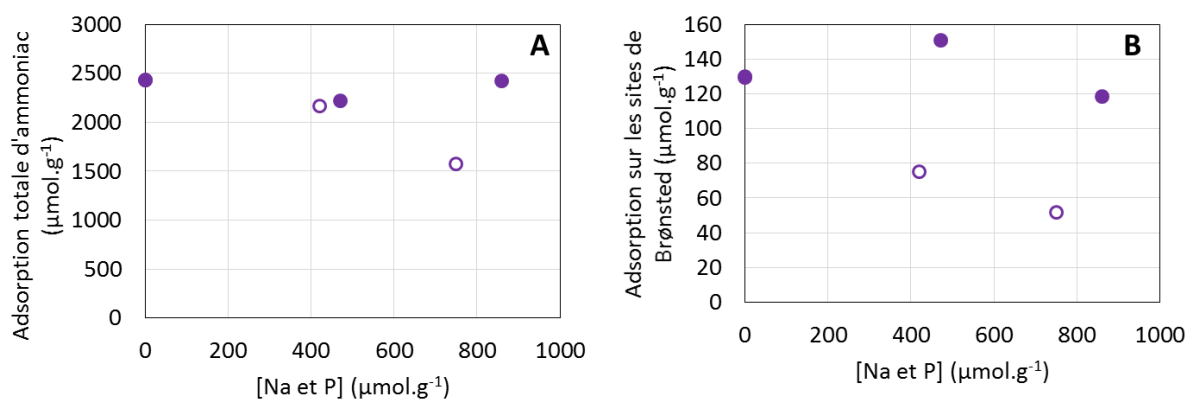 A
Adsorption totale d'ammoniac
(µmol.g⁻¹)
3000
2500
2000
1500
1000
500
0
0 200 400 600 800 1000
[Na et P] (µmol.g⁻¹)
B
Adsorption sur les sites de
Brønsted (µmol.g⁻¹)
160
140
120
100
80
60
40
20
0
0 200 400 600 800 1000
[Na et P] (µmol.g⁻¹)